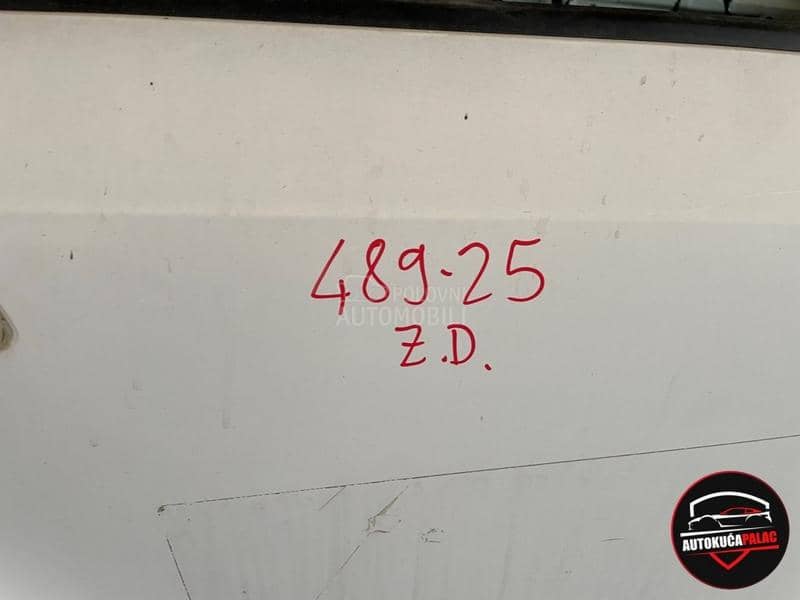 489-25
POLOVNI
AUTOMOBILI
Z.D.
AUTOKUĆAPALAC